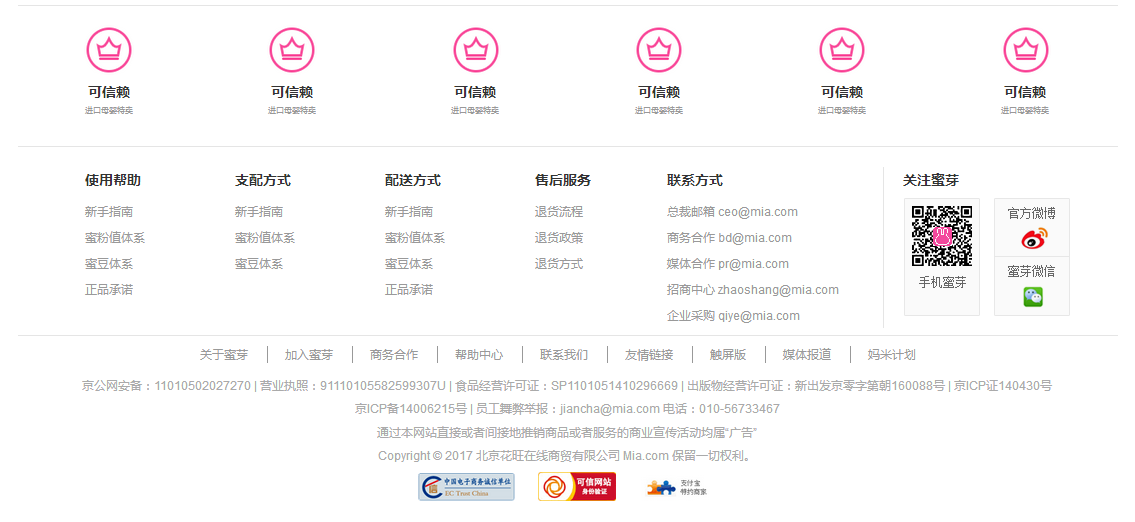 可信赖 可信赖 可信赖 可信赖 可信赖 可信赖
进口母婴特卖 进口母婴特卖 进口母婴特卖 进口母婴特卖 进口母婴特卖 进口母婴特卖
使用帮助
新手指南
蜜粉值体系
蜜豆体系
正品承诺
支配方式
新手指南
蜜粉值体系
蜜豆体系
配送方式
新手指南
蜜粉值体系
蜜豆体系
正品承诺
售后服务
退货流程
退货政策
退货方式
联系方式
总裁邮箱 ceo@mia.com
商务合作 bd@mia.com
媒体合作 pr@mia.com
招商中心 zhaoshang@mia.com
企业采购 qiye@mia.com
关注蜜芽
手机蜜芽
官方微博
蜜芽微信
关于蜜芽 | 加入蜜芽 | 商务合作 | 帮助中心 | 联系我们 | 友情链接 | 触屏版 | 媒体报道 | 妈米计划
京公网安备：11010502027270 | 营业执照：91110105582599307U | 食品经营许可证：SP1101051410296669 | 出版物经营许可证：新出发京零字第朝160088号 | 京ICP证140430号
京ICP备14006215号 | 员工舞弊举报：jiancha@mia.com 电话：010-56733467
通过本网站直接或者间接地推销商品或者服务的商业宣传活动均属“广告”
Copyright © 2017 北京花旺在线商贸有限公司 Mia.com 保留一切权利。
中国电子商务诚信单位
EC Trust China
可信网站
身份验证
支付宝
特约商家